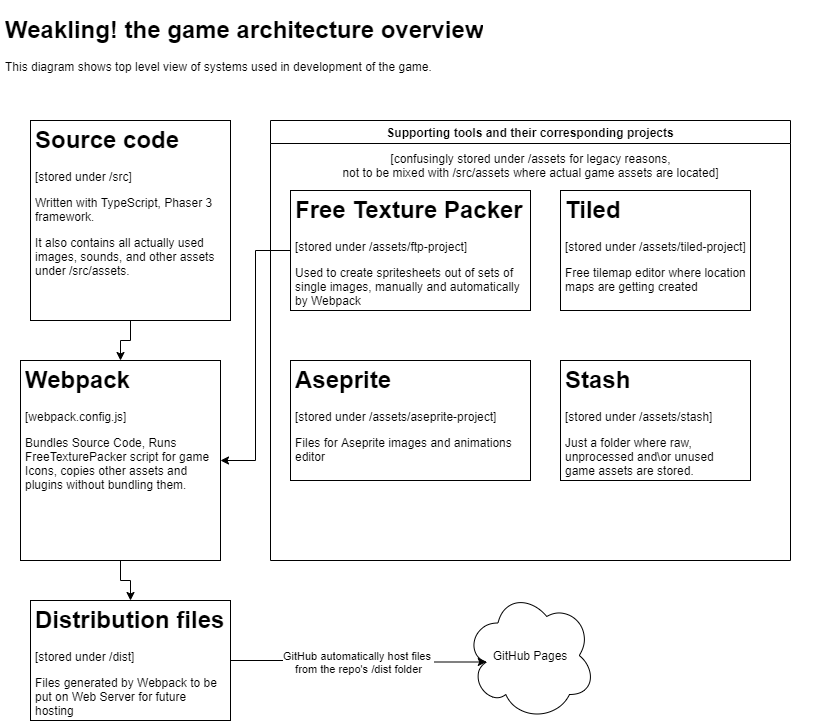 Weakling! the game architecture overview
This diagram shows top level view of systems used in development of the game.
Source code
[stored under /src]
Written with TypeScript, Phaser 3
framework.
It also contains all actually used
images, sounds, and other assets
under /src/assets.
Supporting tools and their corresponding projects
[confusingly stored under /assets for legacy reasons,
not to be mixed with /src/assets where actual game assets are located]
Free Texture Packer
[stored under /assets/ftp-project]
Used to create spritesheets out of sets of
single images, manually and automatically
by Webpack
Tiled
[stored under /assets/tiled-project]
Free tilemap editor where location
maps are getting created
Webpack
[webpack.config.js]
Bundles Source Code, Runs
FreeTexturePacker script for game
Icons, copies other assets and
plugins without bundling them.
Aseprite
[stored under /assets/aseprite-project]
Files for Aseprite images and animations
editor
Stash
[stored under /assets/stash]
Just a folder where raw,
unprocessed and\or unused
game assets are stored.
Distribution files
[stored under /dist]
Files generated by Webpack to be
put on Web Server for future
hosting
GitHub automatically host files
from the repo's /dist folder
GitHub Pages